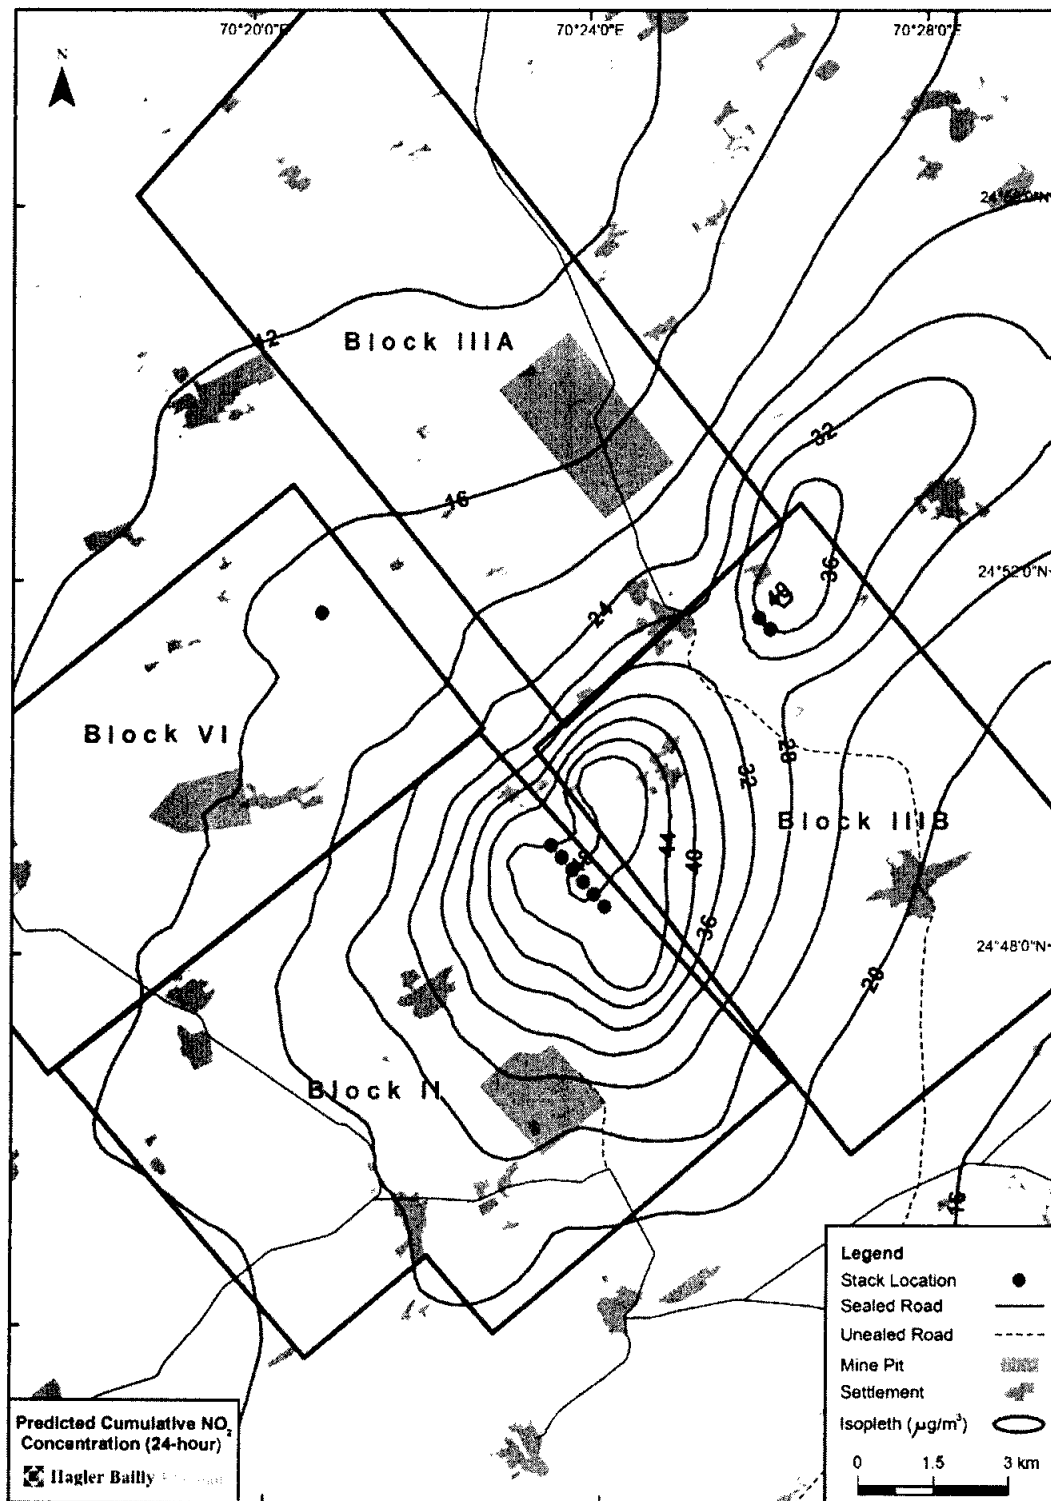 70°20'0"E
70°24'0"E
70°28'0"E
N
12
Block IIIA
32
16
36
24°52'0"N
24
Block VI
28
32
Block IIIB
44
40
36
24°48'0"N
20
Block II
16
Legend
Stack Location
Sealed Road
Unealed Road
Mine Pit
Settlement
Isopleth (µg/m³)
0 1.5 3 km
Predicted Cumulative NO₂
Concentration (24-hour)
Hagler Bailly